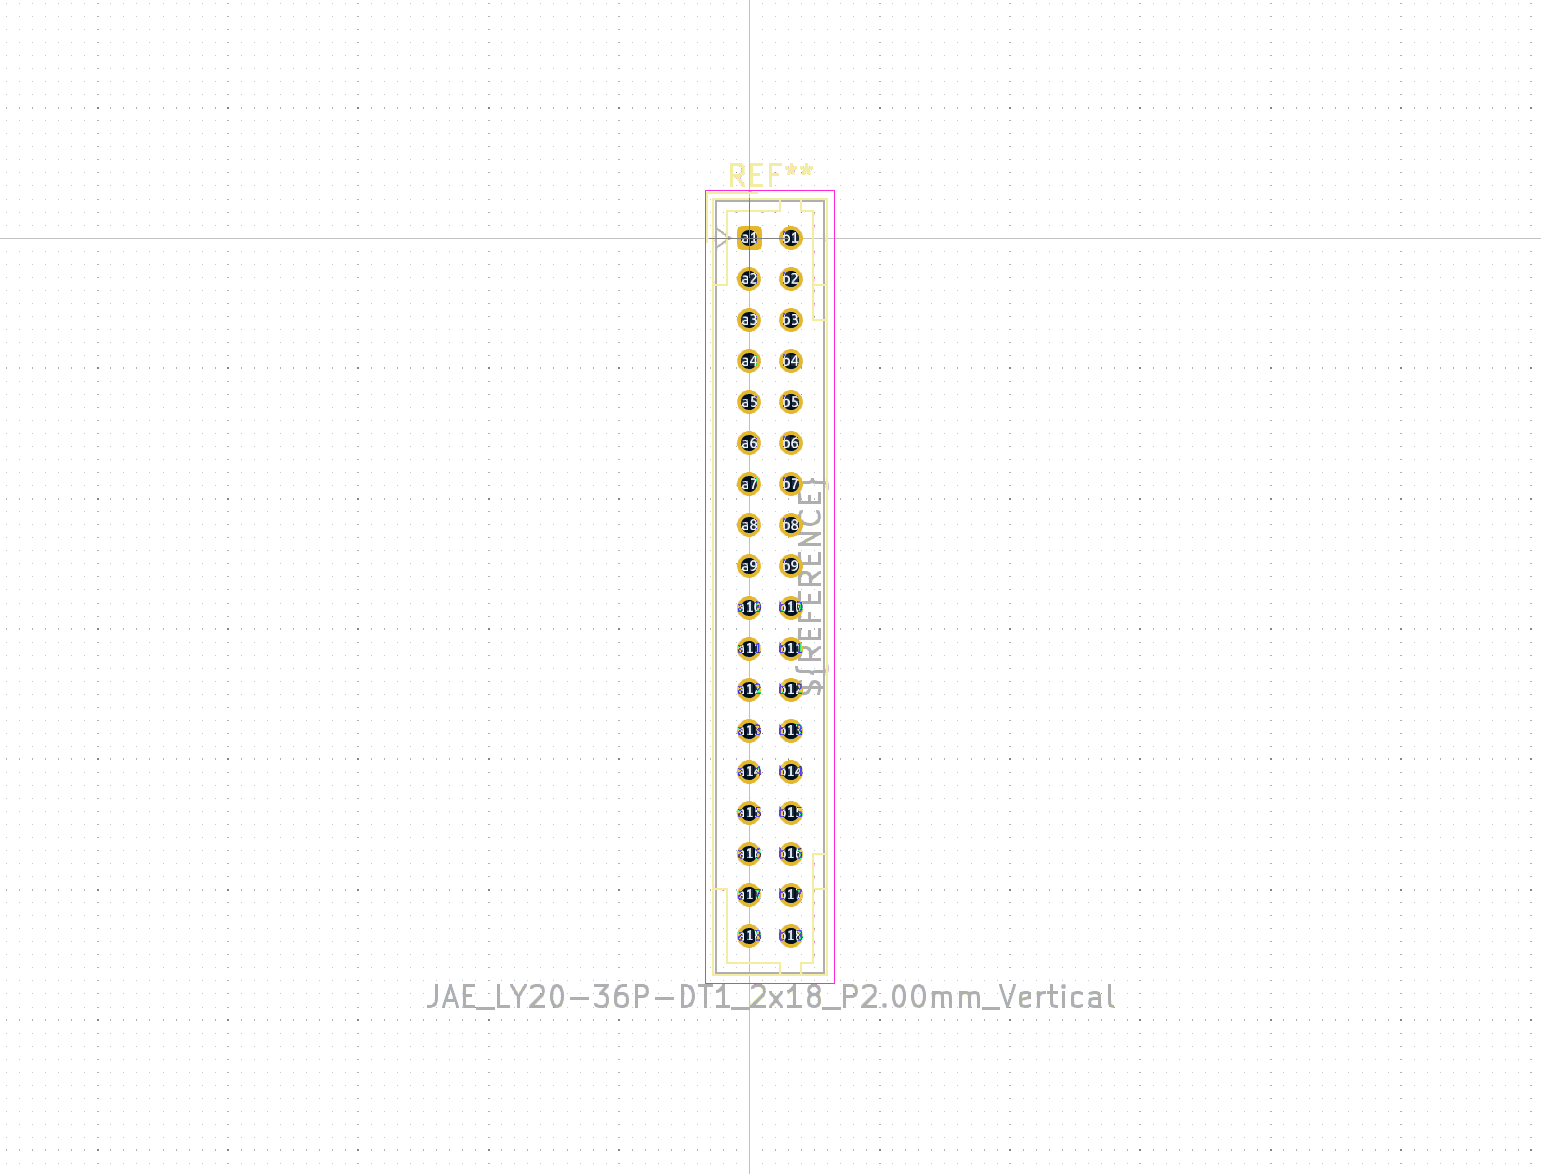 REF**
a1 b1
a2 b2
a3 b3
a4 b4
a5 b5
a6 b6
a7 b7
a8 b8
a9 b9
a10 b10
a11 b11
a12 b12
a13 b13
a14 b14
a15 b15
a16 b16
a17 b17
a18 b18
${REFERENCE}
JAE_LY20-36P-DT1_2x18_P2.00mm_Vertical